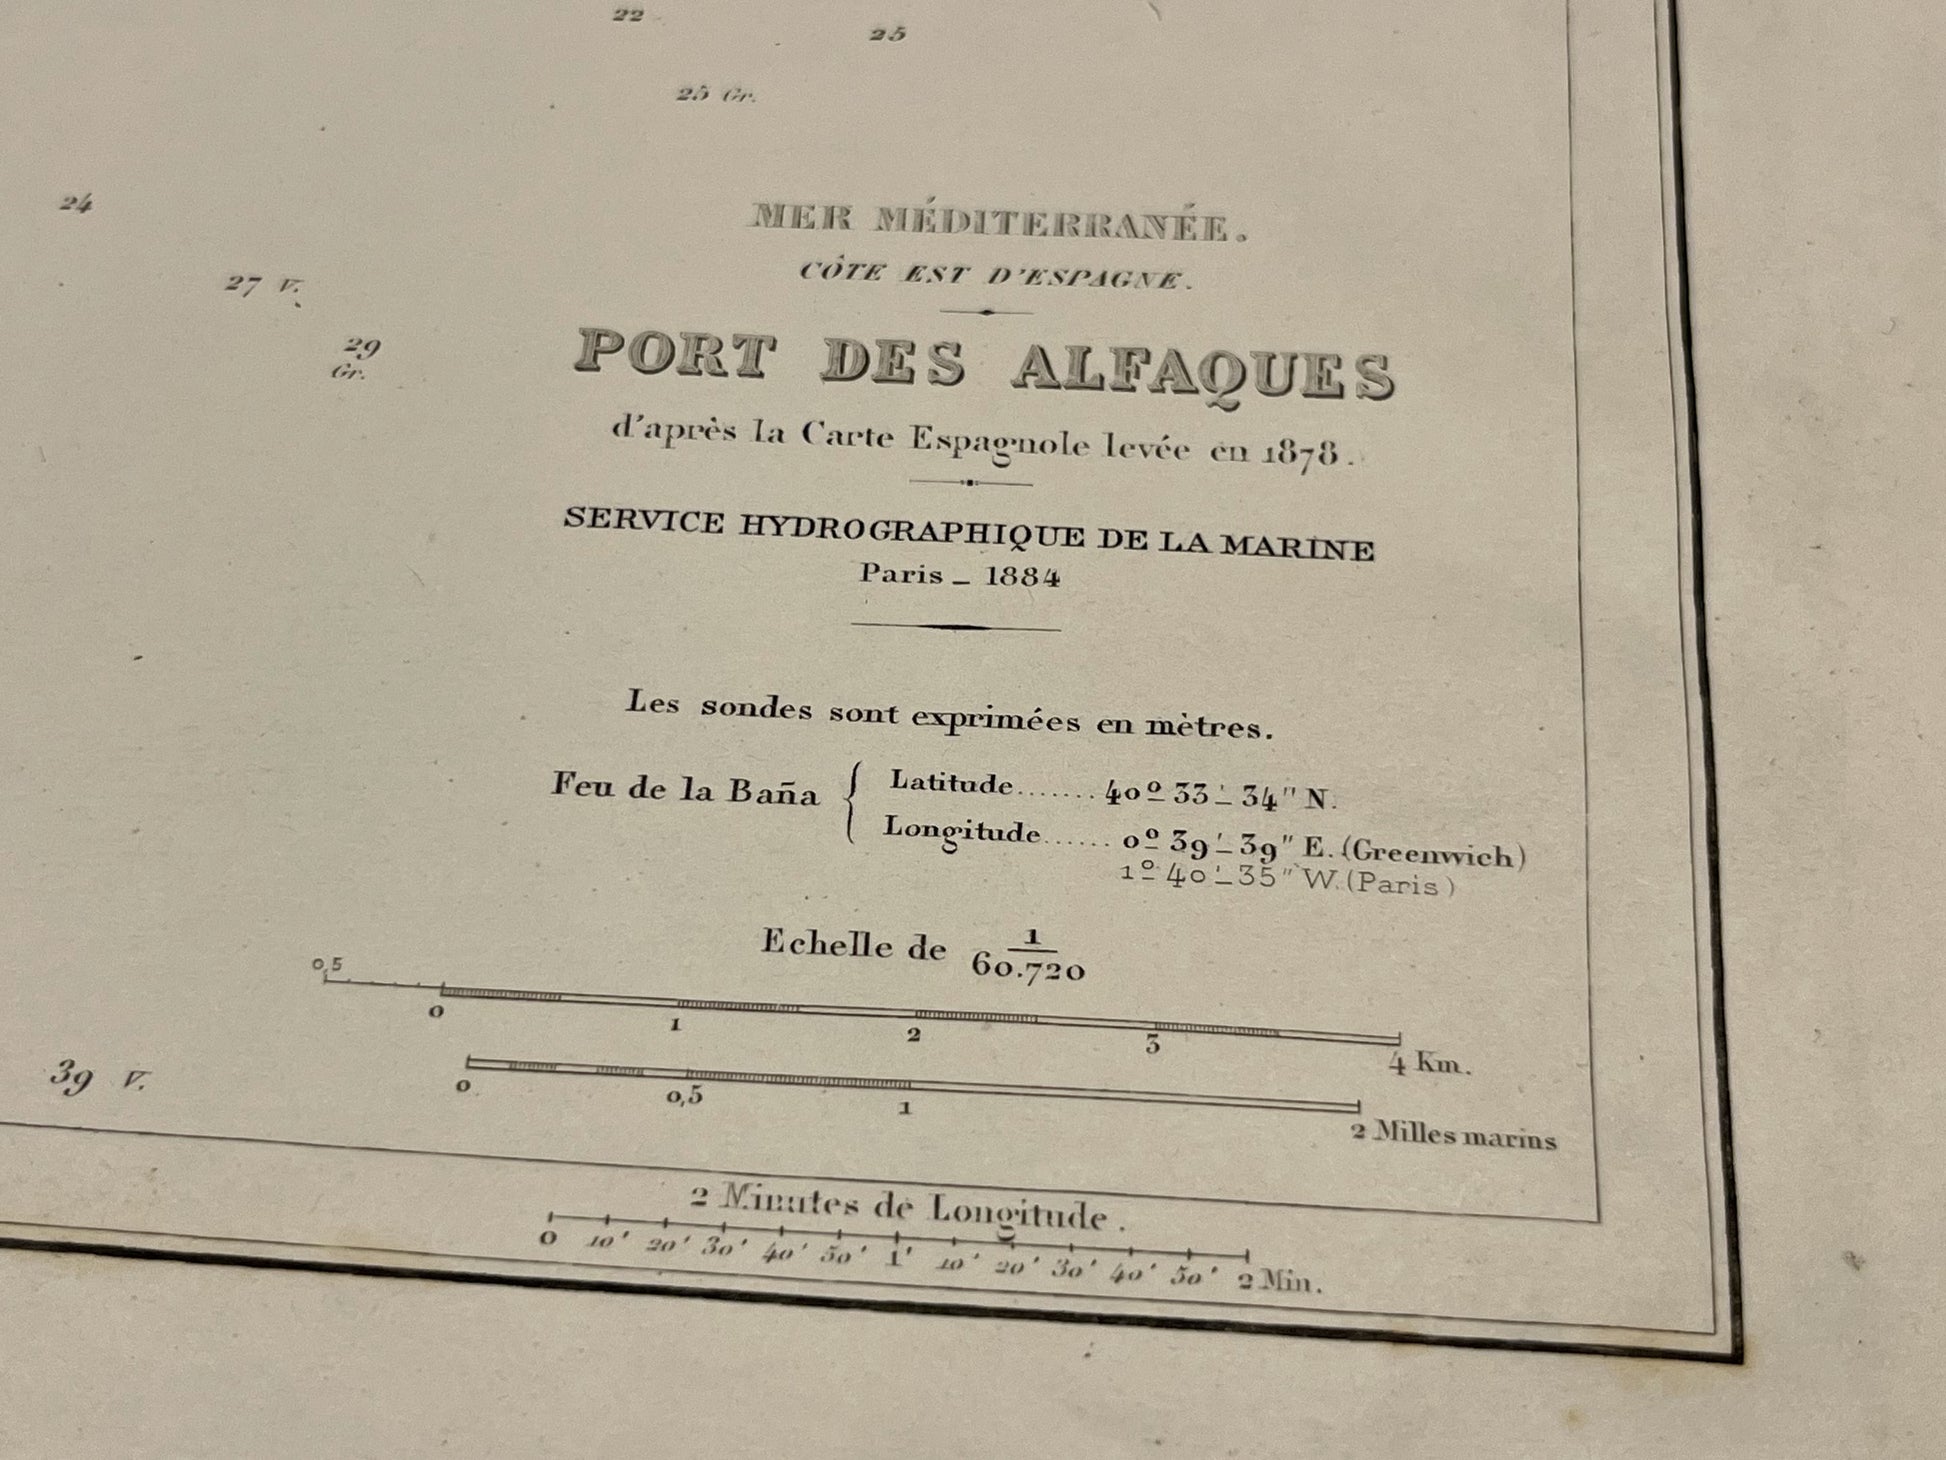 22
25
25 Gr.
24
27 V.
29
Gr.
MER MÉDITERRANÉE.
CÔTE EST D'ESPAGNE.
PORT DES ALFAQUES
d'après la Carte Espagnole levée en 1878.
SERVICE HYDROGRAPHIQUE DE LA MARINE
Paris _ 1884
Les sondes sont exprimées en mètres.
Feu de la Baña { Latitude....... 40° 33' 34" N.
Longitude...... 0° 39' 39" E. (Greenwich)
1° 40' 35" W. (Paris)
Echelle de 1/60.720
0,5
0 1 2 3 4 Km.
39 V.
0 0,5 1 2 Milles marins
2 Minutes de Longitude.
0 10' 20' 30' 40' 50' 1' 10' 20' 30' 40' 50' 2 Min.